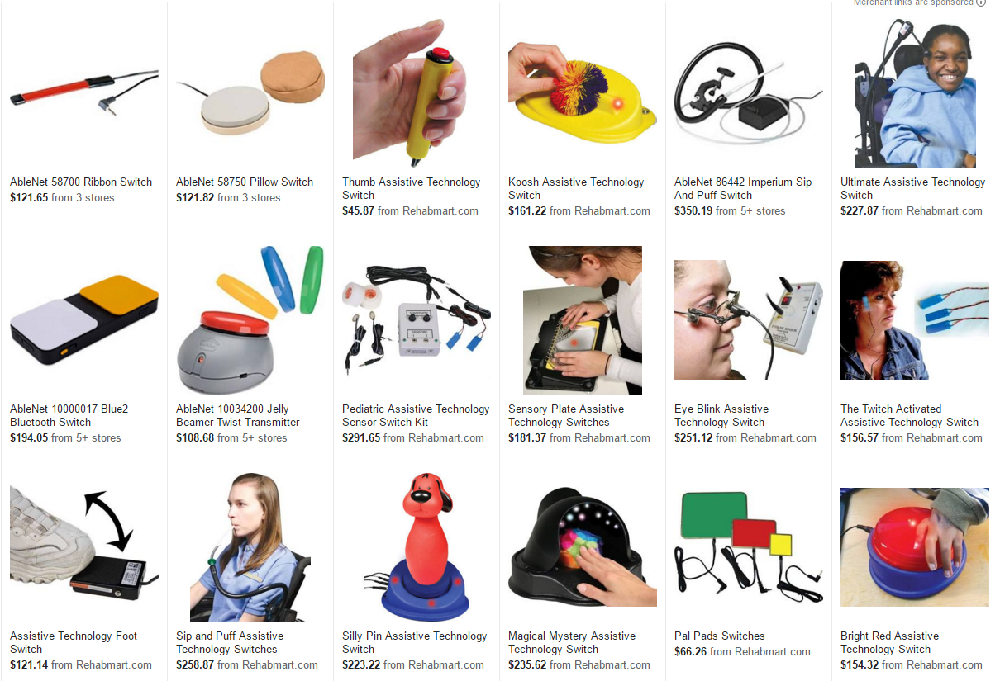 Merchant links are sponsored
AbleNet 58700 Ribbon Switch
$121.65 from 3 stores
AbleNet 58750 Pillow Switch
$121.82 from 3 stores
Thumb Assistive Technology
Switch
$45.87 from Rehabmart.com
Koosh Assistive Technology
Switch
$161.22 from Rehabmart.com
AbleNet 86442 Imperium Sip
And Puff Switch
$350.19 from 5+ stores
Ultimate Assistive Technology
Switch
$227.87 from Rehabmart.com
AbleNet 10000017 Blue2
Bluetooth Switch
$194.05 from 5+ stores
AbleNet 10034200 Jelly
Beamer Twist Transmitter
$108.68 from 5+ stores
Pediatric Assistive Technology
Sensor Switch Kit
$291.65 from Rehabmart.com
Sensory Plate Assistive
Technology Switches
$181.37 from Rehabmart.com
Eye Blink Assistive
Technology Switch
$251.12 from Rehabmart.com
The Twitch Activated
Assistive Technology Switch
$156.57 from Rehabmart.com
Assistive Technology Foot
Switch
$121.14 from Rehabmart.com
Sip and Puff Assistive
Technology Switches
$258.87 from Rehabmart.com
Silly Pin Assistive Technology
Switch
$223.22 from Rehabmart.com
Magical Mystery Assistive
Technology Switch
$235.62 from Rehabmart.com
Pal Pads Switches
$66.26 from Rehabmart.com
Bright Red Assistive
Technology Switch
$154.32 from Rehabmart.com